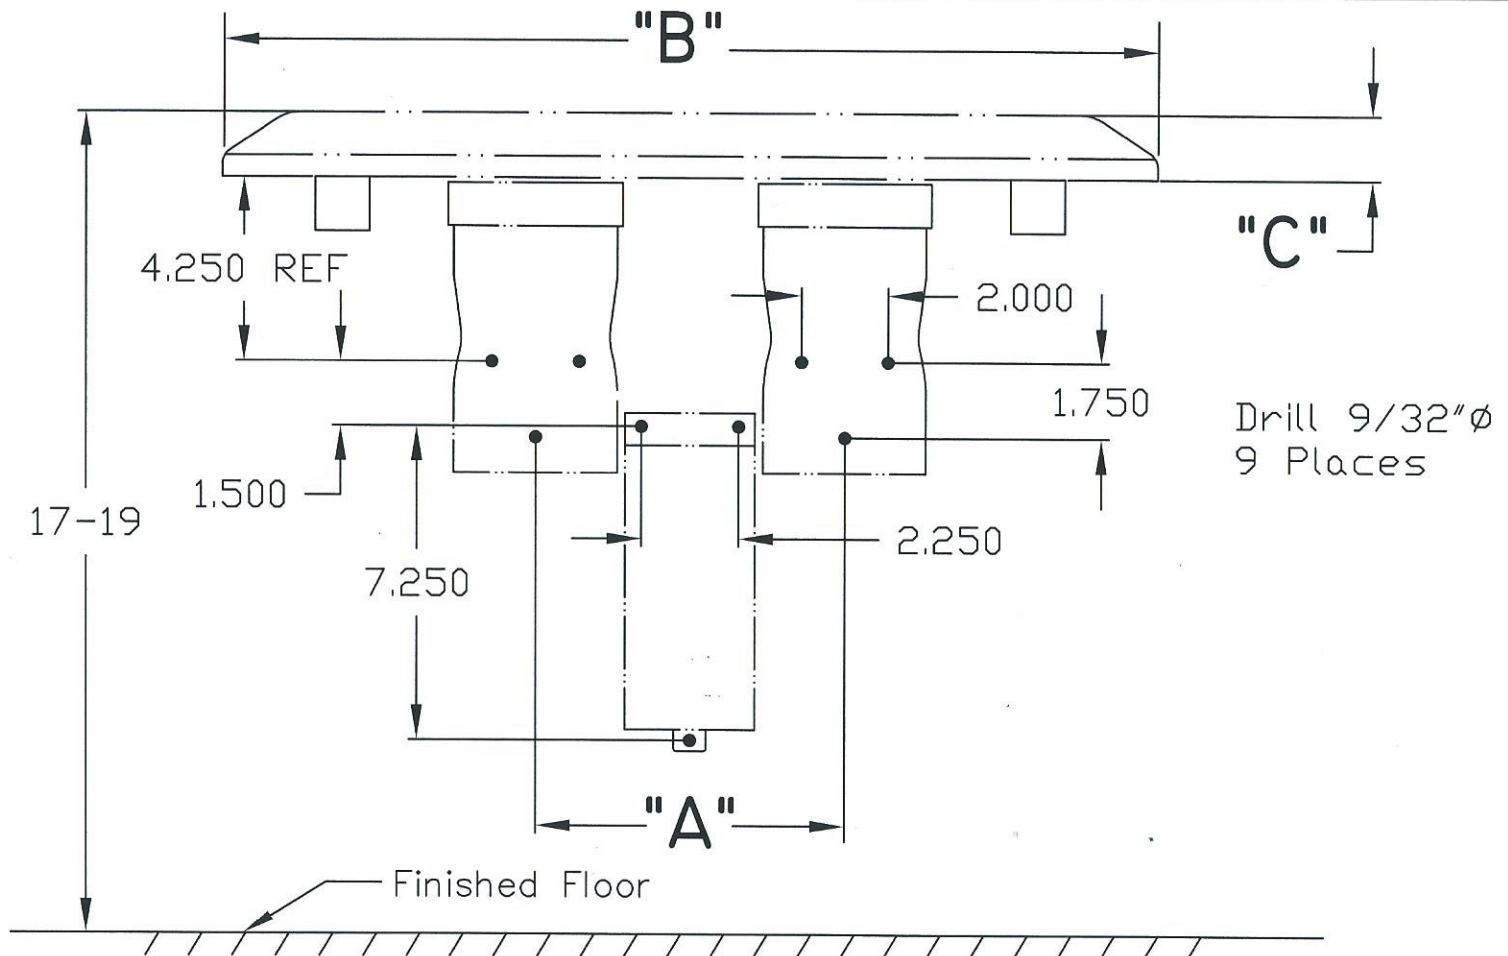 "B"
"C"
4.250 REF
2.000
1.750
Drill 9/32"ø
9 Places
1.500
17-19
2.250
7.250
"A"
Finished Floor